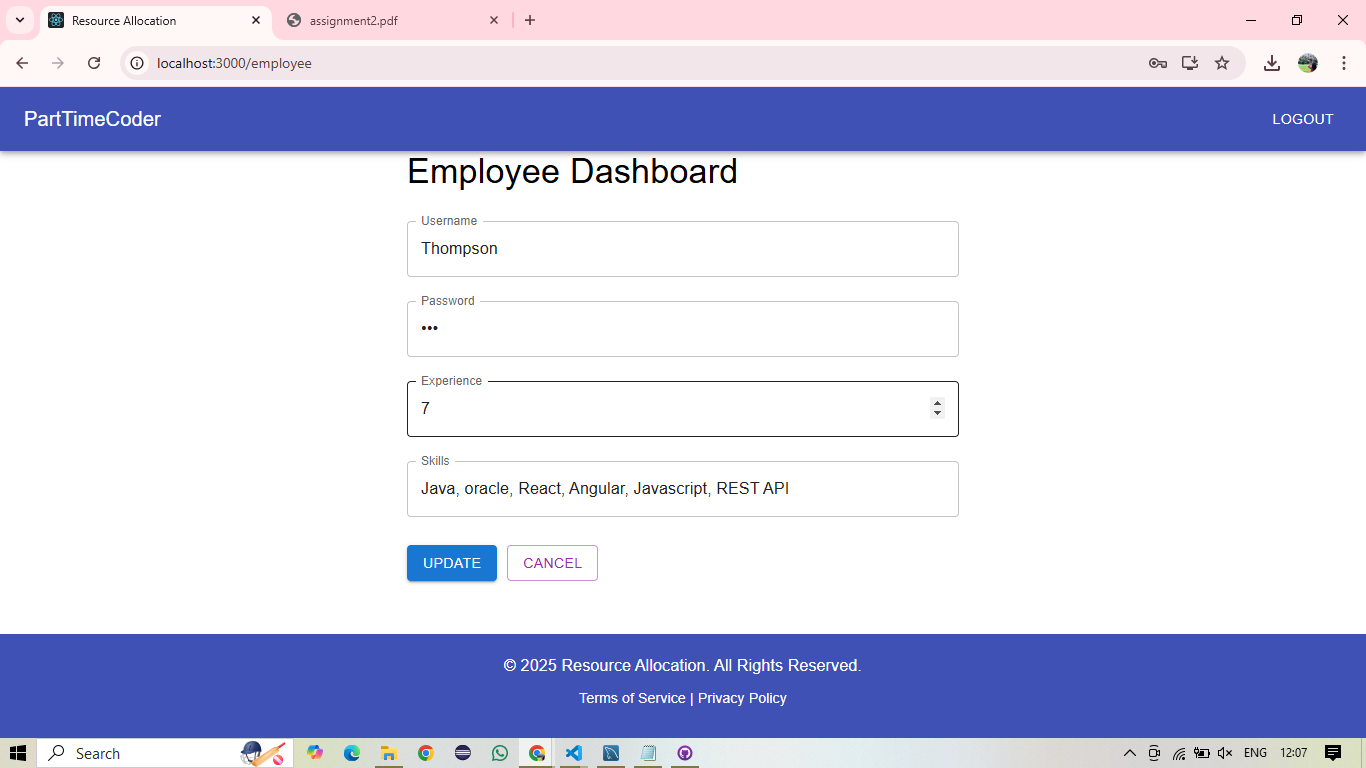 Resource Allocation
assignment2.pdf
localhost:3000/employee
PartTimeCoder
LOGOUT
Employee Dashboard
Username
Thompson
Password
•••
Experience
7
Skills
Java, oracle, React, Angular, Javascript, REST API
UPDATE
CANCEL
© 2025 Resource Allocation. All Rights Reserved.
Terms of Service | Privacy Policy
Search
ENG
12:07